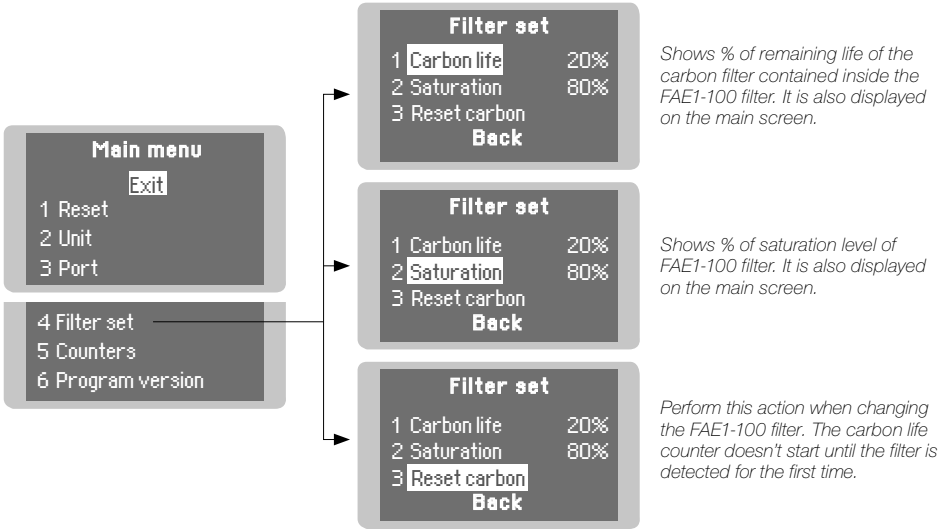 Main menu
Exit
1 Reset
2 Unit
3 Port
4 Filter set
5 Counters
6 Program version
Filter set
1 Carbon life 20%
2 Saturation 80%
3 Reset carbon
Back
Shows % of remaining life of the
carbon filter contained inside the
FAE1-100 filter. It is also displayed
on the main screen.
Filter set
1 Carbon life 20%
2 Saturation 80%
3 Reset carbon
Back
Shows % of saturation level of
FAE1-100 filter. It is also displayed
on the main screen.
Filter set
1 Carbon life 20%
2 Saturation 80%
3 Reset carbon
Back
Perform this action when changing
the FAE1-100 filter. The carbon life
counter doesn't start until the filter is
detected for the first time.